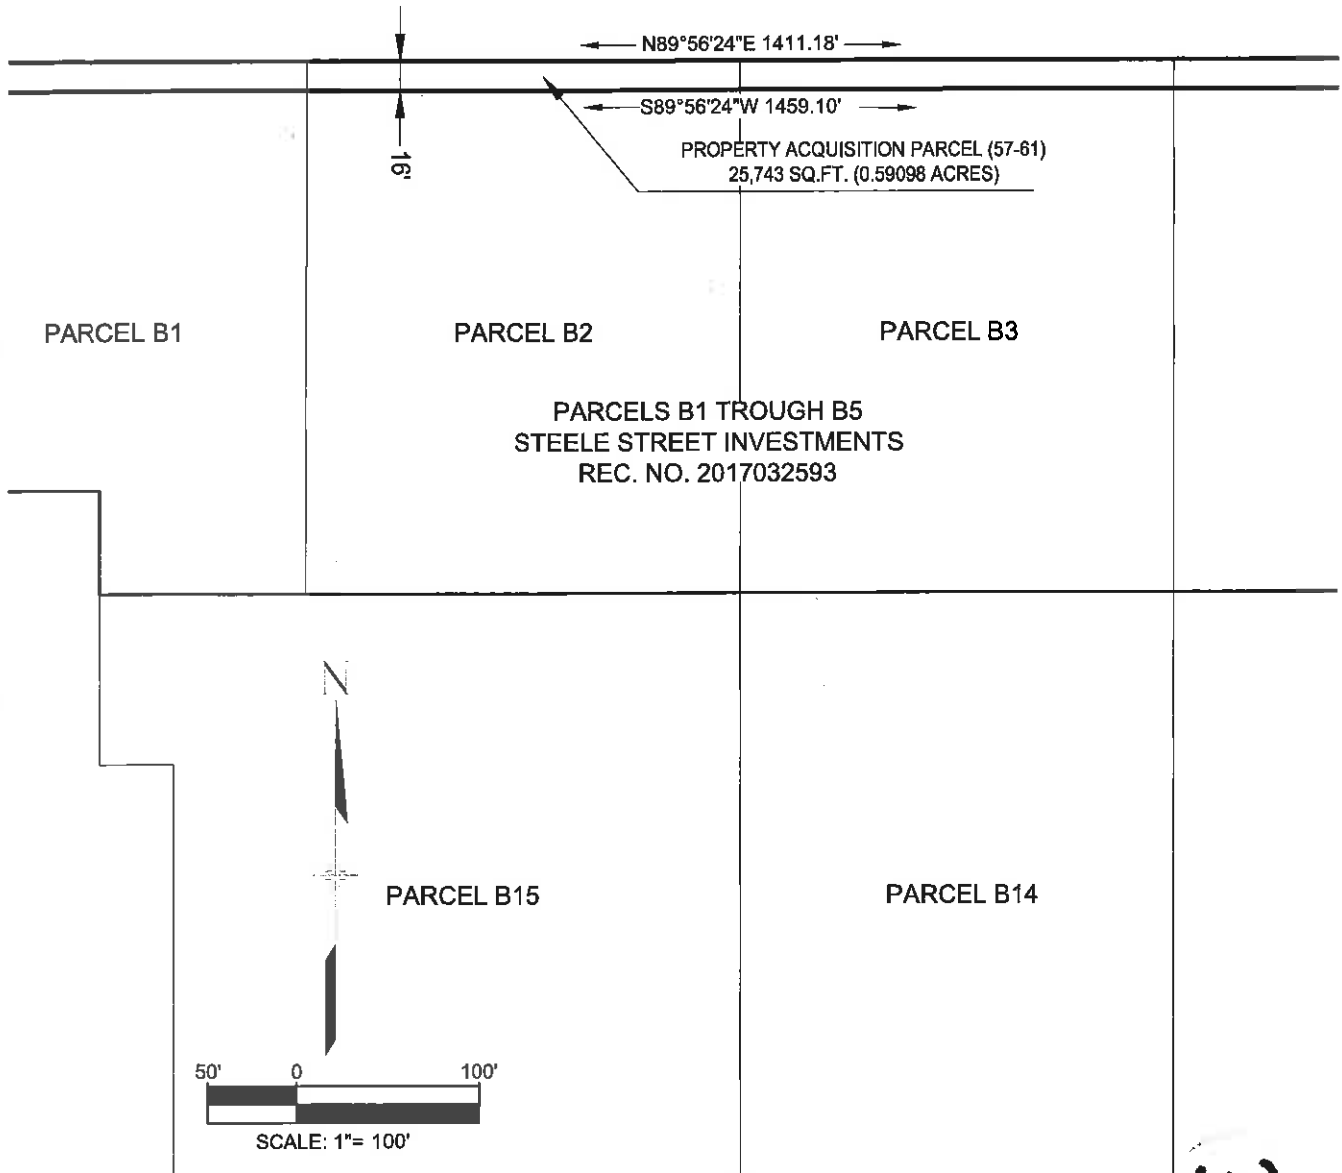 N89°56'24"E 1411.18'
S89°56'24"W 1459.10'
16'
PROPERTY ACQUISITION PARCEL (57-61)
25,743 SQ.FT. (0.59098 ACRES)
PARCEL B1
PARCEL B2
PARCEL B3
PARCELS B1 TROUGH B5
STEELE STREET INVESTMENTS
REC. NO. 2017032593
N
PARCEL B15
PARCEL B14
50' 0 100'
SCALE: 1"= 100'